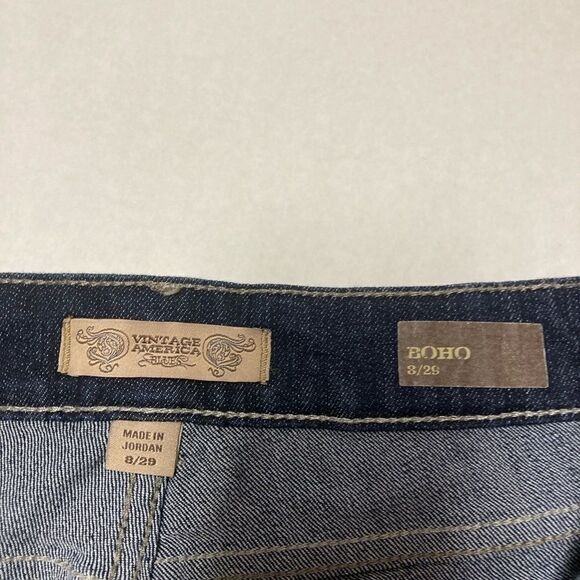 VINTAGE
AMERICA
BLUES
BOHO
8/29
MADE IN
JORDAN
8/29